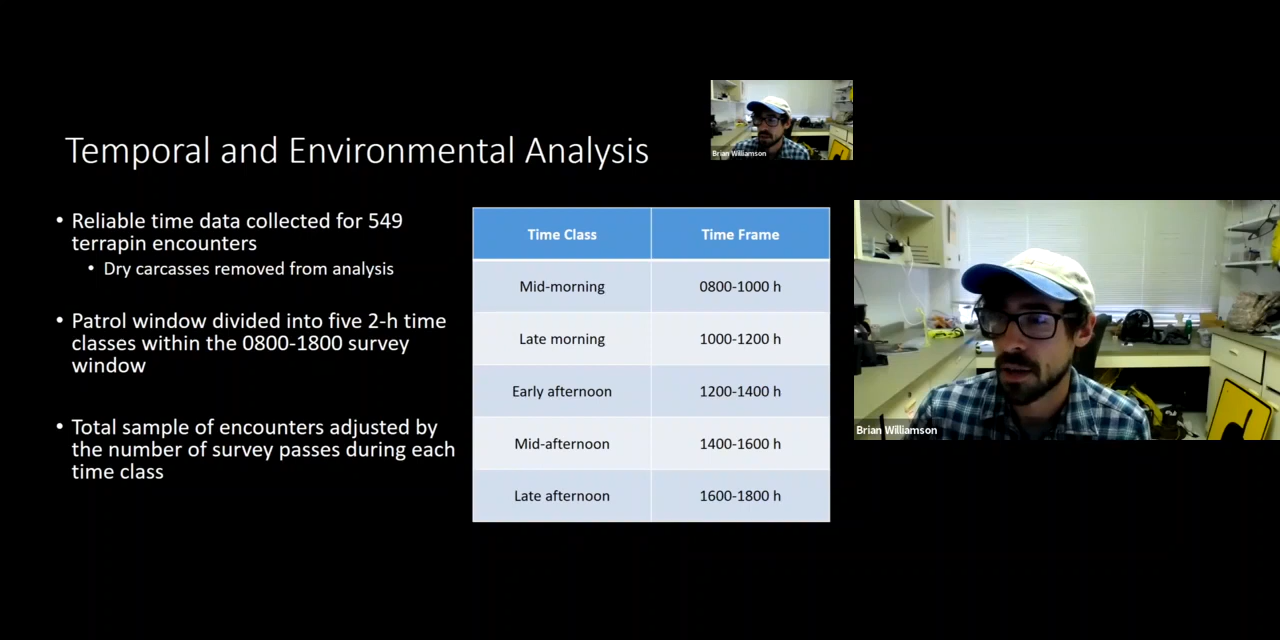 Temporal and Environmental Analysis
Brian Williamson
• Reliable time data collected for 549
terrapin encounters
• Dry carcasses removed from analysis
• Patrol window divided into five 2-h time
classes within the 0800-1800 survey
window
• Total sample of encounters adjusted by
the number of survey passes during each
time class
Time Class Time Frame
Mid-morning 0800-1000 h
Late morning 1000-1200 h
Early afternoon 1200-1400 h
Mid-afternoon 1400-1600 h
Late afternoon 1600-1800 h
Brian Williamson